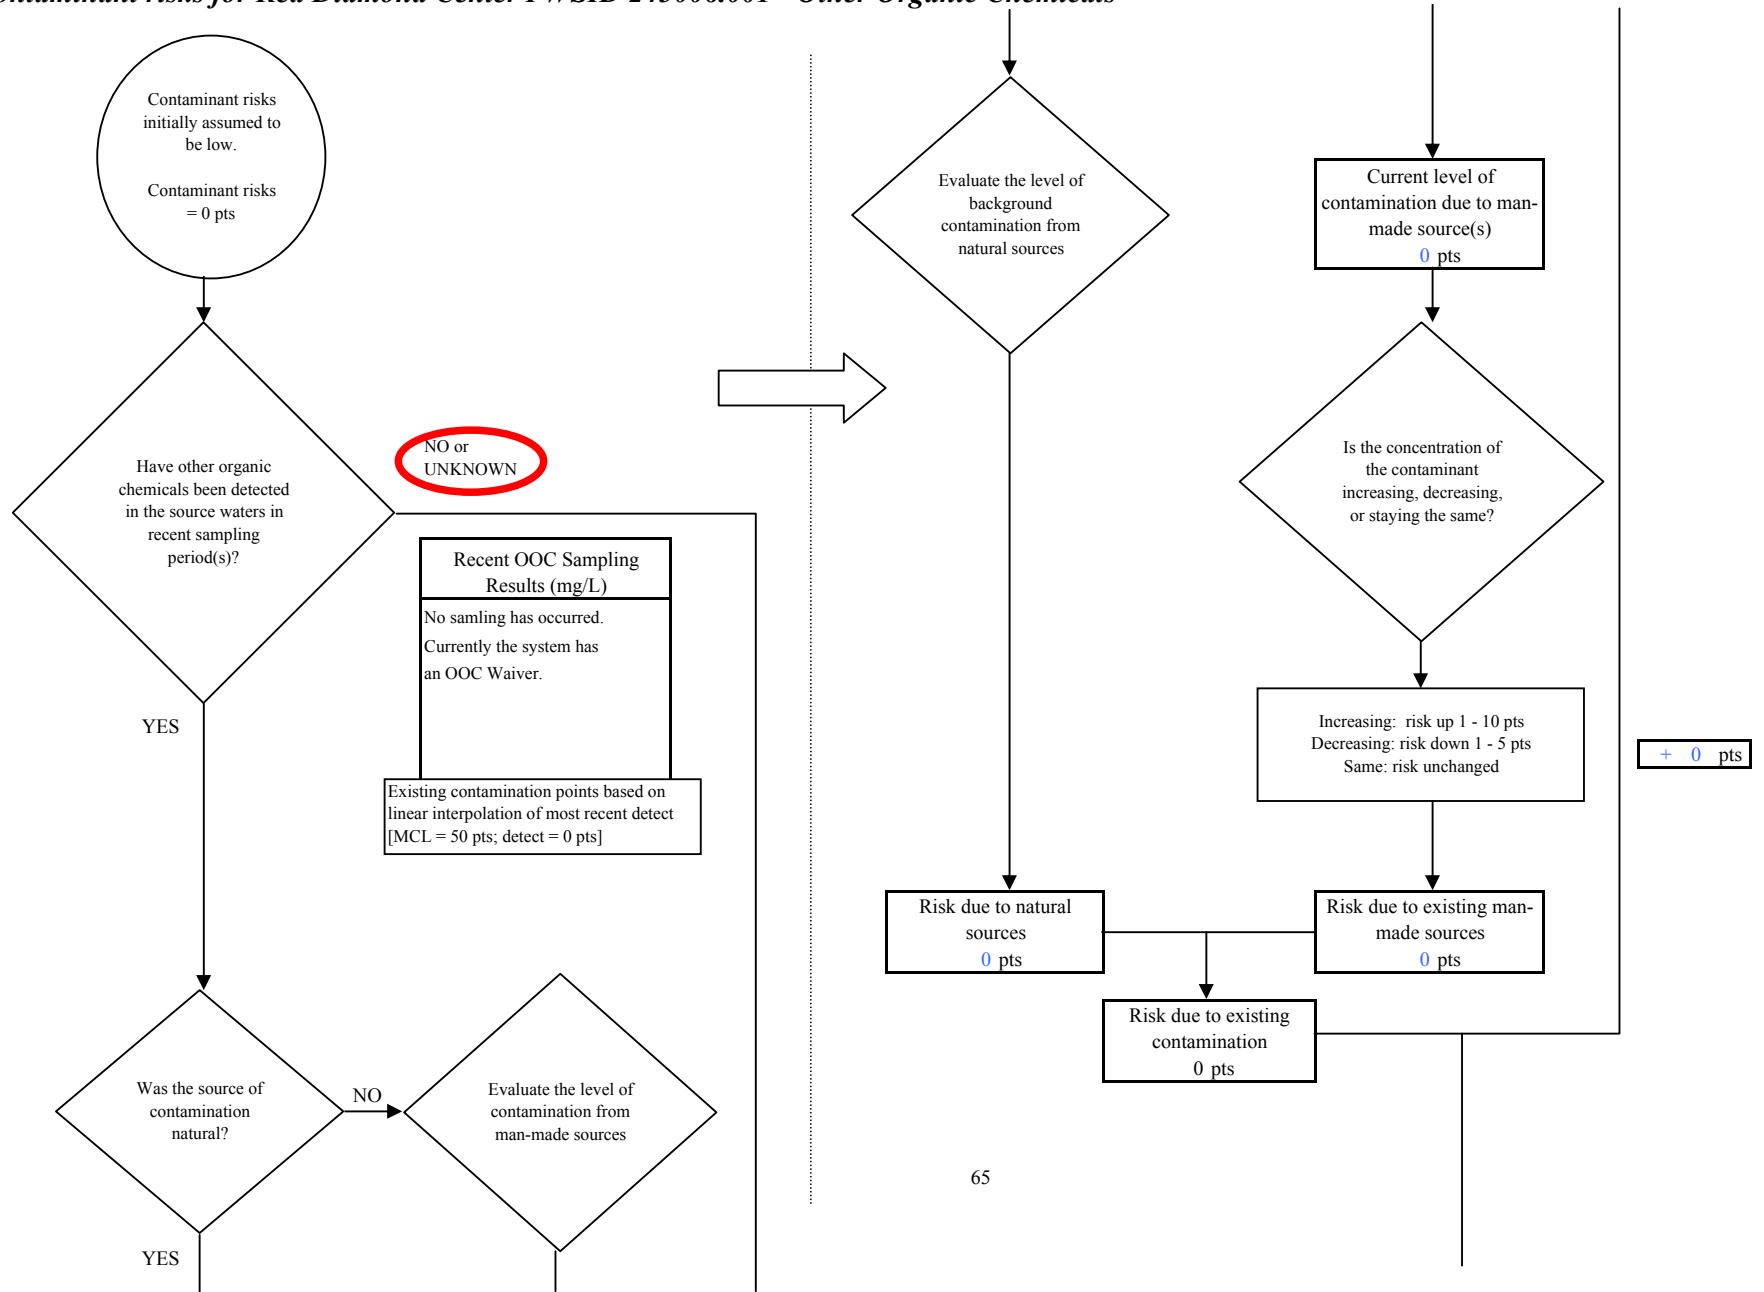 Contaminant risks
initially assumed to
be low.
Contaminant risks
= 0 pts
Have other organic
chemicals been detected
in the source waters in
recent sampling
period(s)?
NO or
UNKNOWN
Recent OOC Sampling
Results (mg/L)
No samling has occurred.
Currently the system has
an OOC Waiver.
YES
Existing contamination points based on
linear interpolation of most recent detect
[MCL = 50 pts; detect = 0 pts]
Was the source of
contamination
natural?
NO
Evaluate the level of
contamination from
man-made sources
YES
Evaluate the level of
background
contamination from
natural sources
Current level of
contamination due to man-
made source(s)
0 pts
Is the concentration of
the contaminant
increasing, decreasing,
or staying the same?
Increasing: risk up 1 - 10 pts
Decreasing: risk down 1 - 5 pts
Same: risk unchanged
+ 0 pts
Risk due to natural
sources
0 pts
Risk due to existing man-
made sources
0 pts
Risk due to existing
contamination
0 pts
65